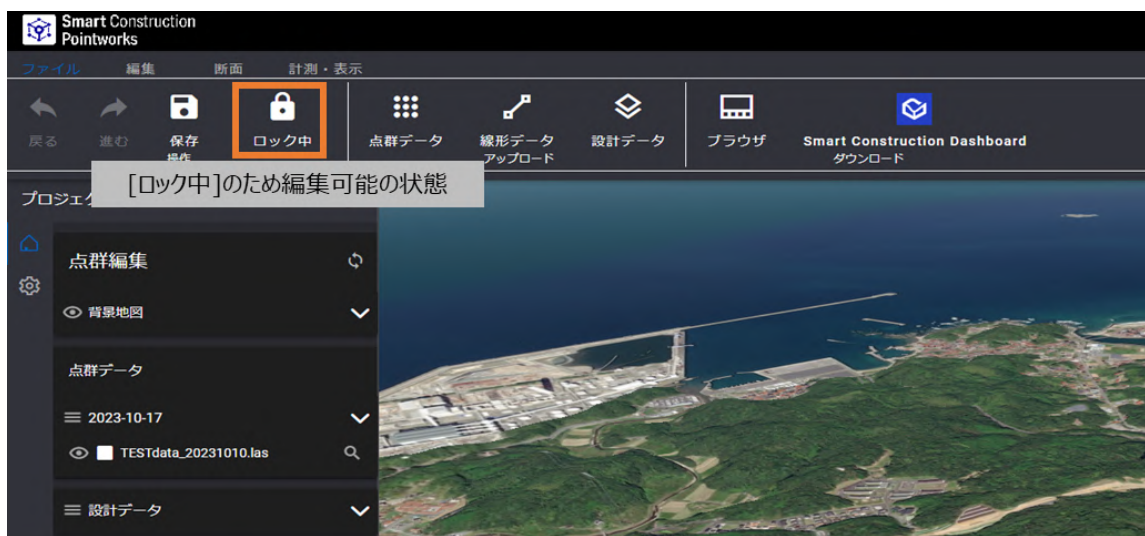 Smart Construction
Pointworks
ファイル 編集 断面 計測・表示
戻る 進む 保存 ロック中 点群データ 線形データ 設計データ ブラウザ Smart Construction Dashboard
操作 アップロード ダウンロード
[ロック中]のため編集可能の状態
プロジェク
点群編集
背景地図
点群データ
2023-10-17
TESTdata_20231010.las
設計データ